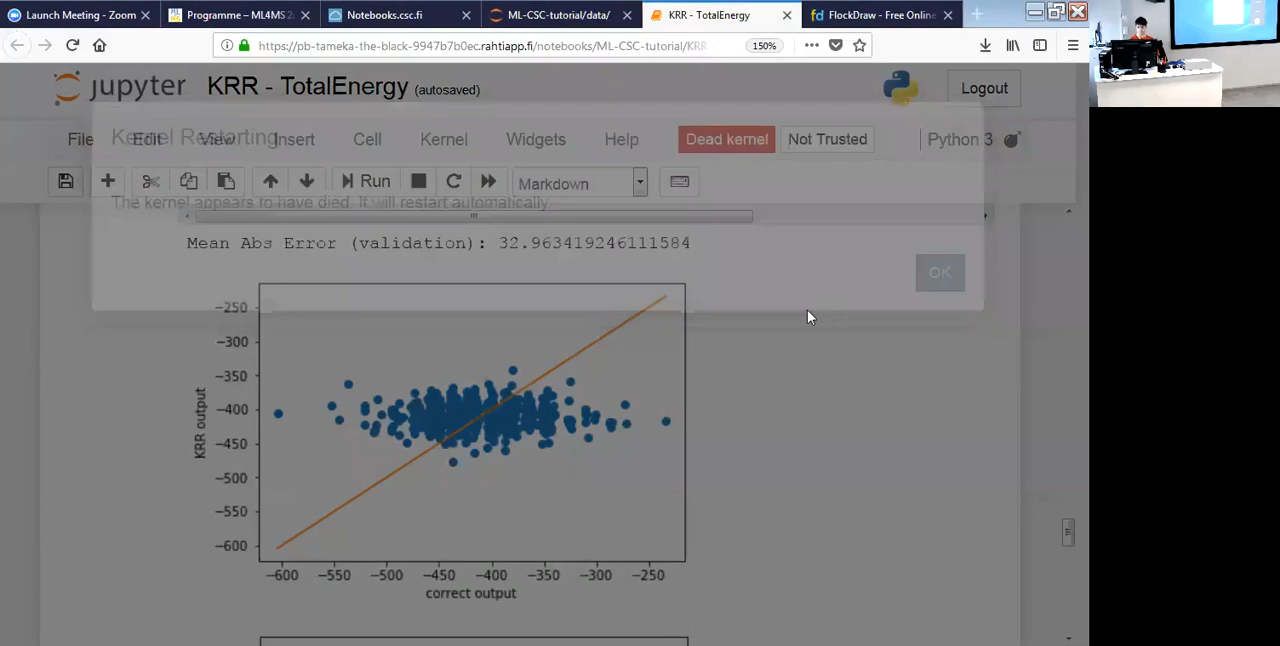 Launch Meeting - Zoom
Programme – ML4MS 2
Notebooks.csc.fi
ML-CSC-tutorial/data/
KRR - TotalEnergy
FlockDraw - Free Online
https://pb-tameka-the-black-9947b7b0ec.rahtiapp.fi/notebooks/ML-CSC-tutorial/KRR
150%
jupyter KRR - TotalEnergy (autosaved)
Logout
Kernel Restarting
File Edit View Insert Cell Kernel Widgets Help
Dead kernel
Not Trusted
Python 3
Run
Markdown
The kernel appears to have died. It will restart automatically.
Mean Abs Error (validation): 32.963419246111584
OK
−250
−300
−350
−400
−450
−500
−550
−600
KRR output
−600 −550 −500 −450 −400 −350 −300 −250
correct output